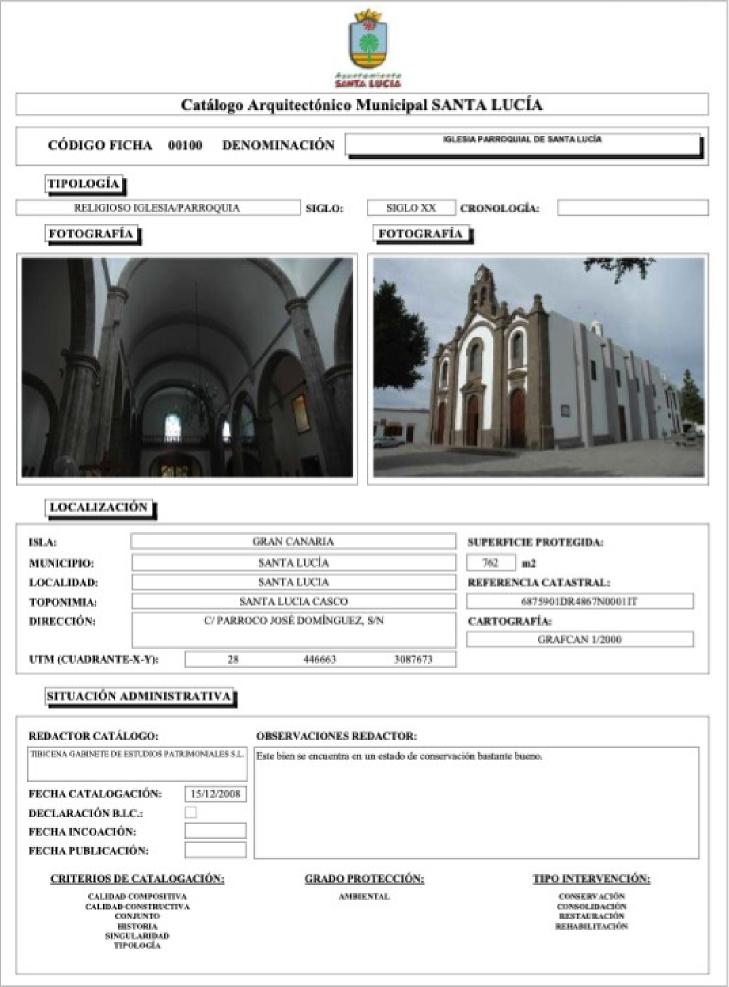 Ayuntamiento
SANTA LUCIA
Catálogo Arquitectónico Municipal SANTA LUCÍA
CÓDIGO FICHA 00100 DENOMINACIÓN IGLESIA PARROQUIAL DE SANTA LUCÍA
TIPOLOGÍA
RELIGIOSO IGLESIA/PARROQUIA SIGLO: SIGLO XX CRONOLOGÍA:
FOTOGRAFÍA FOTOGRAFÍA
LOCALIZACIÓN
ISLA: GRAN CANARIA SUPERFICIE PROTEGIDA:
MUNICIPIO: SANTA LUCÍA 762 m2
LOCALIDAD: SANTA LUCIA REFERENCIA CATASTRAL:
TOPONIMIA: SANTA LUCIA CASCO 6875901DR4867N0001IT
DIRECCIÓN: C/ PARROCO JOSÉ DOMÍNGUEZ, S/N CARTOGRAFÍA:
GRAFCAN 1/2000
UTM (CUADRANTE-X-Y): 28 446663 3087673
SITUACIÓN ADMINISTRATIVA
REDACTOR CATÁLOGO: OBSERVACIONES REDACTOR:
TIBICENA GABINETE DE ESTUDIOS PATRIMONIALES S.L. Este bien se encuentra en un estado de conservación bastante bueno.
FECHA CATALOGACIÓN: 15/12/2008
DECLARACIÓN B.I.C.:
FECHA INCOACIÓN:
FECHA PUBLICACIÓN:
CRITERIOS DE CATALOGACIÓN: GRADO PROTECCIÓN: TIPO INTERVENCIÓN:
CALIDAD COMPOSITIVA AMBIENTAL CONSERVACIÓN
CALIDAD CONSTRUCTIVA CONSOLIDACIÓN
CONJUNTO RESTAURACIÓN
HISTORIA REHABILITACIÓN
SINGULARIDAD
TIPOLOGÍA